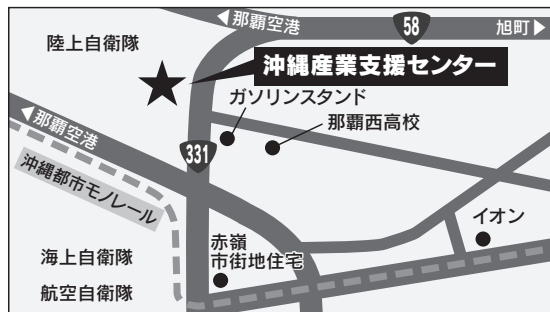 ◀那覇空港
58
旭町▶
陸上自衛隊
沖縄産業支援センター
ガソリンスタンド
那覇西高校
◀那覇空港
331
沖縄都市モノレール
イオン
赤嶺
市街地住宅
海上自衛隊
航空自衛隊